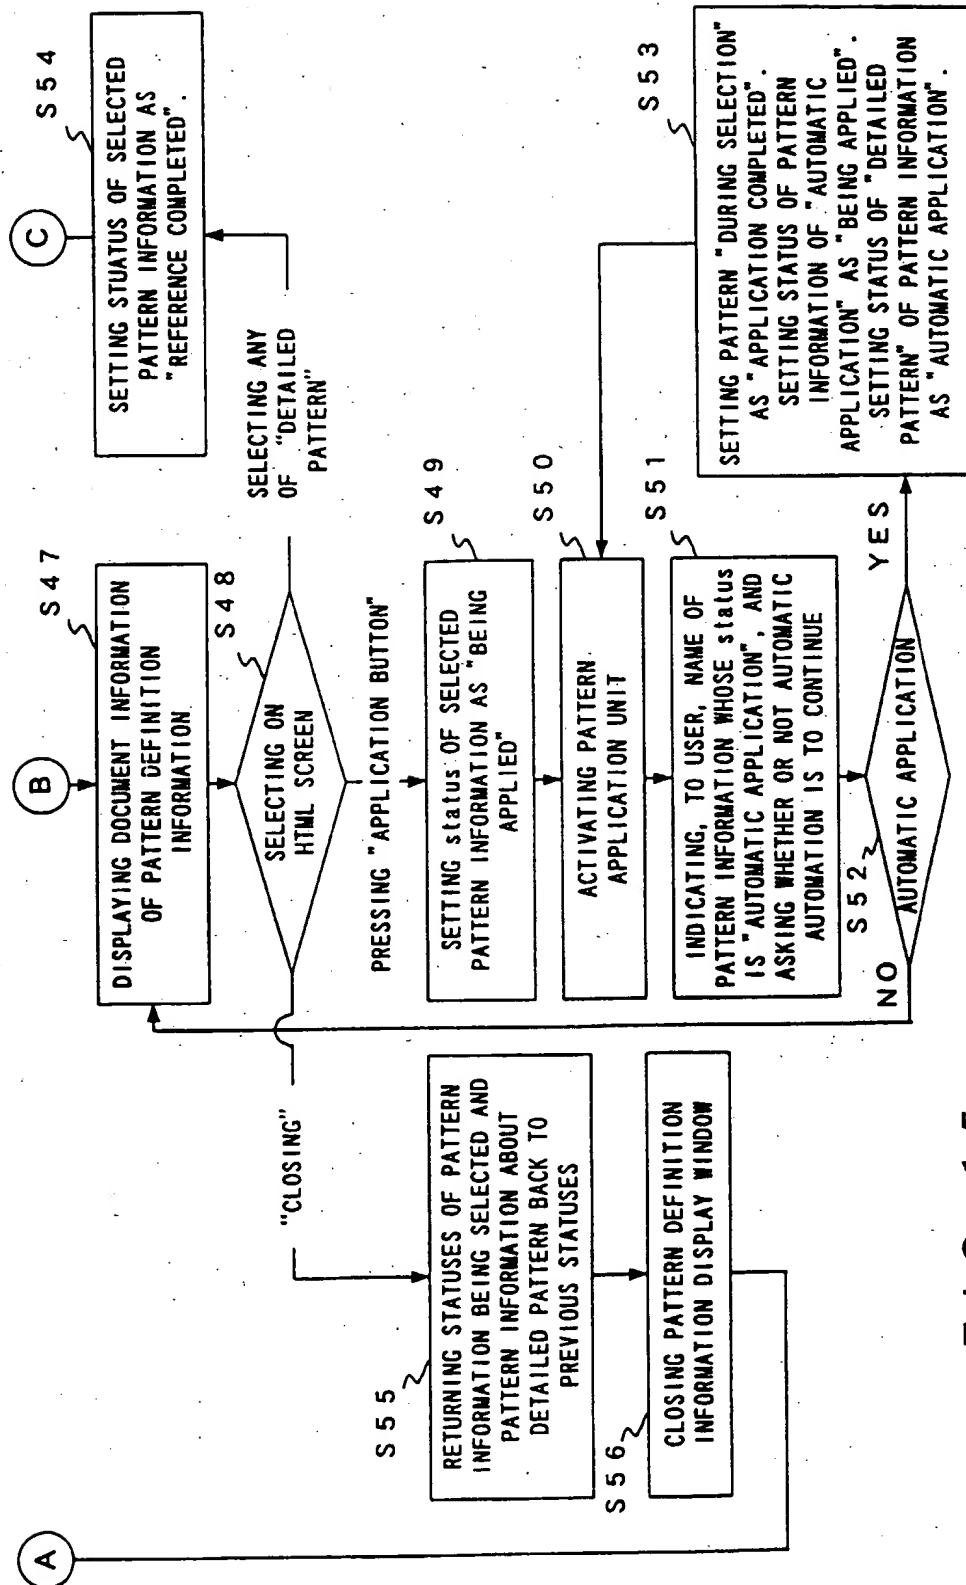 A
B
C
S47
DISPLAYING DOCUMENT INFORMATION
OF PATTERN DEFINITION
INFORMATION
S48
SELECTING ON
HTML SCREEN
"CLOSING"
PRESSING "APPLICATION BUTTON"
SELECTING ANY
OF "DETAILED
PATTERN"
S54
SETTING STUATUS OF SELECTED
PATTERN INFORMATION AS
"REFERENCE COMPLETED".
S49
SETTING status OF SELECTED
PATTERN INFORMATION AS "BEING
APPLIED"
S50
ACTIVATING PATTERN
APPLICATION UNIT
S51
INDICATING, TO USER, NAME OF
PATTERN INFORMATION WHOSE status
IS "AUTOMATIC APPLICATION", AND
ASKING WHETHER OR NOT AUTOMATIC
AUTOMATION IS TO CONTINUE
S52
AUTOMATIC APPLICATION
NO
YES
S53
SETTING PATTERN "DURING SELECTION"
AS "APPLICATION COMPLETED".
SETTING STATUS OF PATTERN
INFORMATION OF "AUTOMATIC
APPLICATION" AS "BEING APPLIED".
SETTING STATUS OF "DETAILED
PATTERN" OF PATTERN INFORMATION
AS "AUTOMATIC APPLICATION".
S55
RETURNING STATUSES OF PATTERN
INFORMATION BEING SELECTED AND
PATTERN INFORMATION ABOUT
DETAILED PATTERN BACK TO
PREVIOUS STATUSES
S56
CLOSING PATTERN DEFINITION
INFORMATION DISPLAY WINDOW